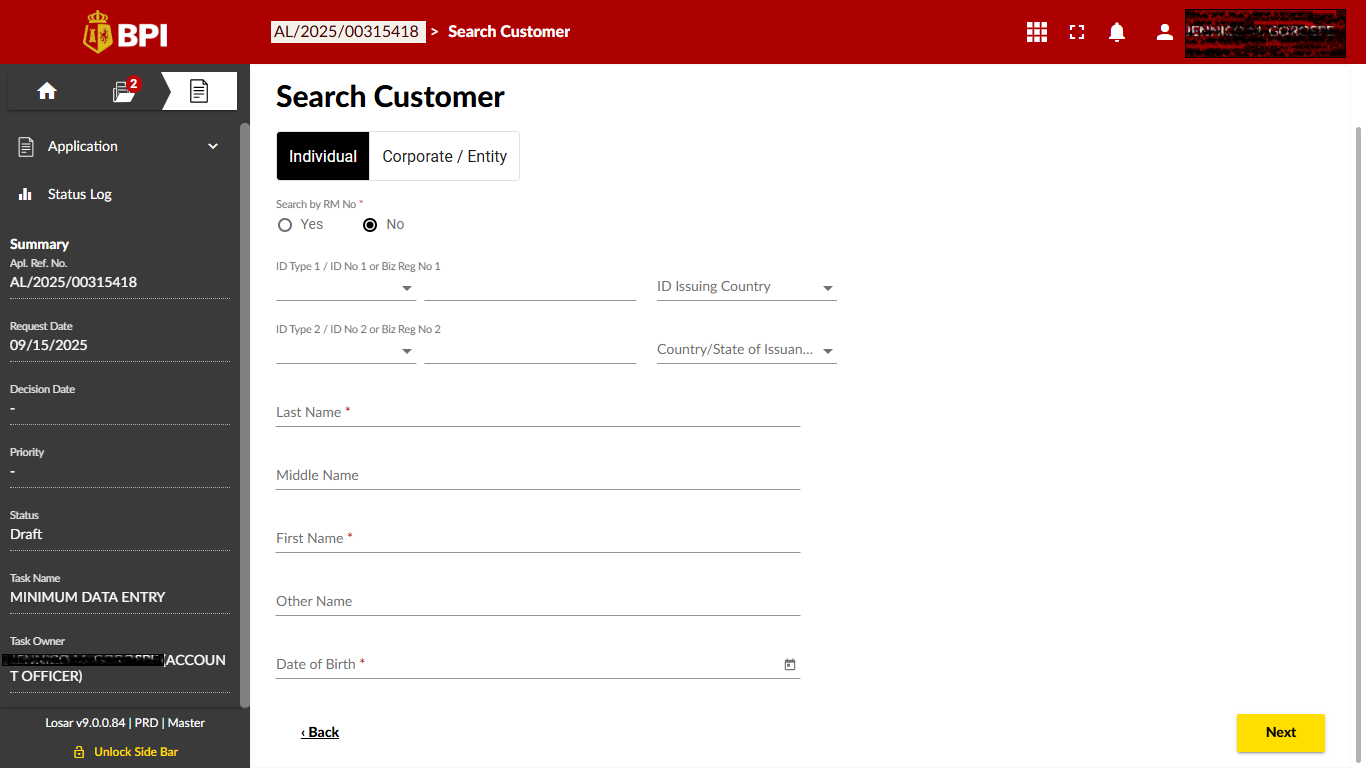 BPI
AL/2025/00315418 > Search Customer
2
Application
Status Log
Summary
Apl. Ref. No.
AL/2025/00315418
Request Date
09/15/2025
Decision Date
-
Priority
-
Status
Draft
Task Name
MINIMUM DATA ENTRY
Task Owner
(ACCOUN
T OFFICER)
Losar v9.0.0.84 | PRD | Master
Unlock Side Bar
Search Customer
Individual
Corporate / Entity
Search by RM No *
Yes
No
ID Type 1 / ID No 1 or Biz Reg No 1
ID Issuing Country
ID Type 2 / ID No 2 or Biz Reg No 2
Country/State of Issuan...
Last Name *
Middle Name
First Name *
Other Name
Date of Birth *
‹ Back
Next